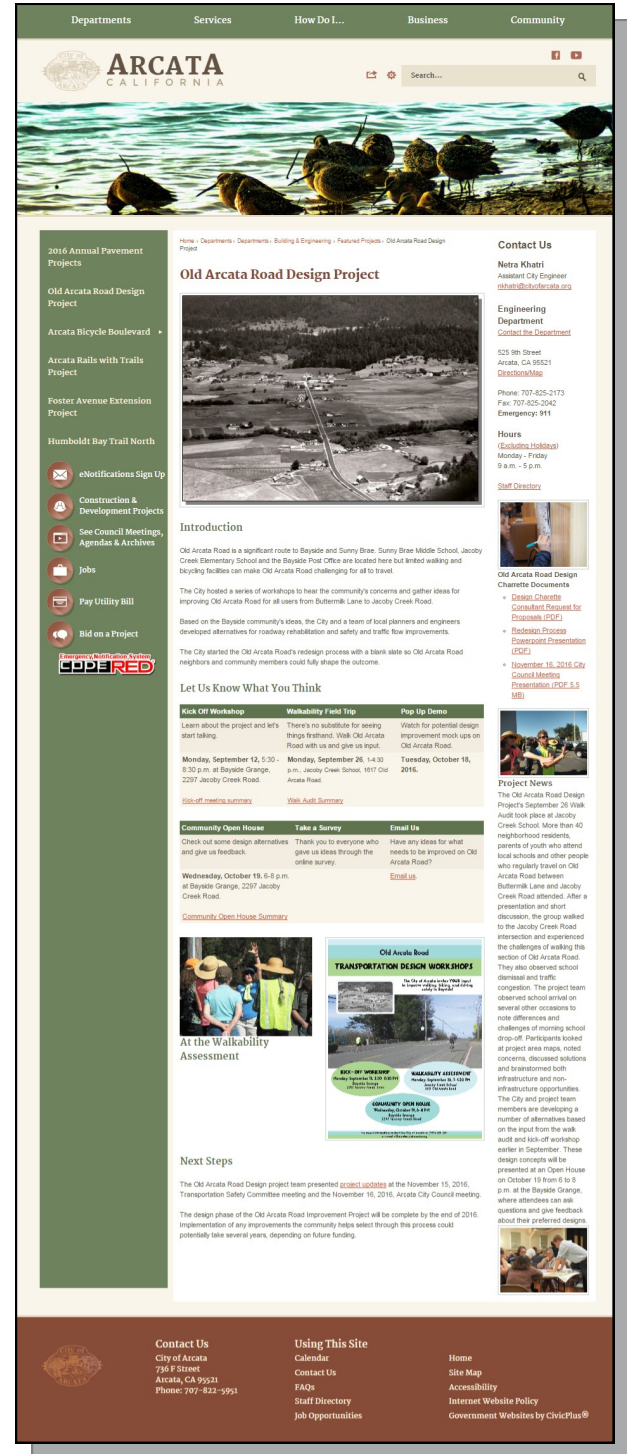 Departments Services How Do I... Business Community
City of
ARCATA
ARCATA
CALIFORNIA
Search...
2016 Annual Pavement
Projects
Old Arcata Road Design
Project
Arcata Bicycle Boulevard
Arcata Rails with Trails
Project
Foster Avenue Extension
Project
Humboldt Bay Trail North
eNotifications Sign Up
Construction &
Development Projects
See Council Meetings,
Agendas & Archives
Jobs
Pay Utility Bill
Bid on a Project
Emergency Notification System
CODE RED
Home › Departments › Departments › Building & Engineering › Featured Projects › Old Arcata Road Design
Project
Old Arcata Road Design Project
Introduction
Old Arcata Road is a significant route to Bayside and Sunny Brae. Sunny Brae Middle School, Jacoby
Creek Elementary School and the Bayside Post Office are located here but limited walking and
bicycling facilities can make Old Arcata Road challenging for all to travel.
The City hosted a series of workshops to hear the community's concerns and gather ideas for
improving Old Arcata Road for all users from Buttermilk Lane to Jacoby Creek Road.
Based on the Bayside community's ideas, the City and a team of local planners and engineers
developed alternatives for roadway rehabilitation and safety and traffic flow improvements.
The City started the Old Arcata Road's redesign process with a blank slate so Old Arcata Road
neighbors and community members could fully shape the outcome.
Let Us Know What You Think
Kick Off Workshop
Learn about the project and let's
start talking.
Monday, September 12, 5:30 -
8:30 p.m. at Bayside Grange,
2297 Jacoby Creek Road.
Kick-off meeting summary
Walkability Field Trip
There's no substitute for seeing
things firsthand. Walk Old Arcata
Road with us and give us input.
Monday, September 26, 1-4:30
p.m., Jacoby Creek School, 1617 Old
Arcata Road.
Walk Audit Summary
Pop Up Demo
Watch for potential design
improvement mock ups on
Old Arcata Road.
Tuesday, October 18,
2016.
Community Open House
Check out some design alternatives
and give us feedback.
Wednesday, October 19. 6-8 p.m.
at Bayside Grange, 2297 Jacoby
Creek Road.
Community Open House Summary
Take a Survey
Thank you to everyone who
gave us ideas through the
online survey.
Email Us
Have any ideas for what
needs to be improved on Old
Arcata Road?
Email us.
At the Walkability
Assessment
Old Arcata Road
TRANSPORTATION DESIGN WORKSHOPS
The City of Arcata invites YOUR input
to improve walking, biking, and driving
safely in Bayside!
KICK-OFF WORKSHOP
Bayside Grange
WALKABILITY ASSESSMENT
Jacoby Creek School
COMMUNITY OPEN HOUSE
Bayside Grange
Next Steps
The Old Arcata Road Design project team presented project updates at the November 15, 2016,
Transportation Safety Committee meeting and the November 16, 2016, Arcata City Council meeting.
The design phase of the Old Arcata Road Improvement Project will be complete by the end of 2016.
Implementation of any improvements the community helps select through this process could
potentially take several years, depending on future funding.
Contact Us
Netra Khatri
Assistant City Engineer
nkhatri@cityofarcata.org
Engineering
Department
Contact the Department
525 9th Street
Arcata, CA 95521
Directions/Map
Phone: 707-825-2173
Fax: 707-825-2042
Emergency: 911
Hours
(Excluding Holidays)
Monday - Friday
9 a.m. - 5 p.m.
Staff Directory
Old Arcata Road Design
Charrette Documents
Design Charette
Consultant Request for
Proposals (PDF)
Redesign Process
Powerpoint Presentation
(PDF)
November 16, 2016 City
Council Meeting
Presentation (PDF 5.5
MB)
Project News
The Old Arcata Road Design
Project's September 26 Walk
Audit took place at Jacoby
Creek School. More than 40
neighborhood residents,
parents of youth who attend
local schools and other people
who regularly travel on Old
Arcata Road between
Buttermilk Lane and Jacoby
Creek Road attended. After a
presentation and short
discussion, the group walked
to the Jacoby Creek Road
intersection and experienced
the challenges of walking this
section of Old Arcata Road.
They also observed school
dismissal and traffic
congestion. The project team
observed school arrival on
several other occasions to
note differences and
challenges of morning school
drop-off. Participants looked
at project area maps, noted
concerns, discussed solutions
and brainstormed both
infrastructure and non-
infrastructure opportunities.
The City and project team
members are developing a
number of alternatives based
on the input from the walk
audit and kick-off workshop
earlier in September. These
design concepts will be
presented at an Open House
on October 19 from 6 to 8
p.m. at the Bayside Grange,
where attendees can ask
questions and give feedback
about their preferred designs.
City of
ARCATA
Contact Us
City of Arcata
736 F Street
Arcata, CA 95521
Phone: 707-822-5951
Using This Site
Calendar
Contact Us
FAQs
Staff Directory
Job Opportunities
Home
Site Map
Accessibility
Internet Website Policy
Government Websites by CivicPlus®